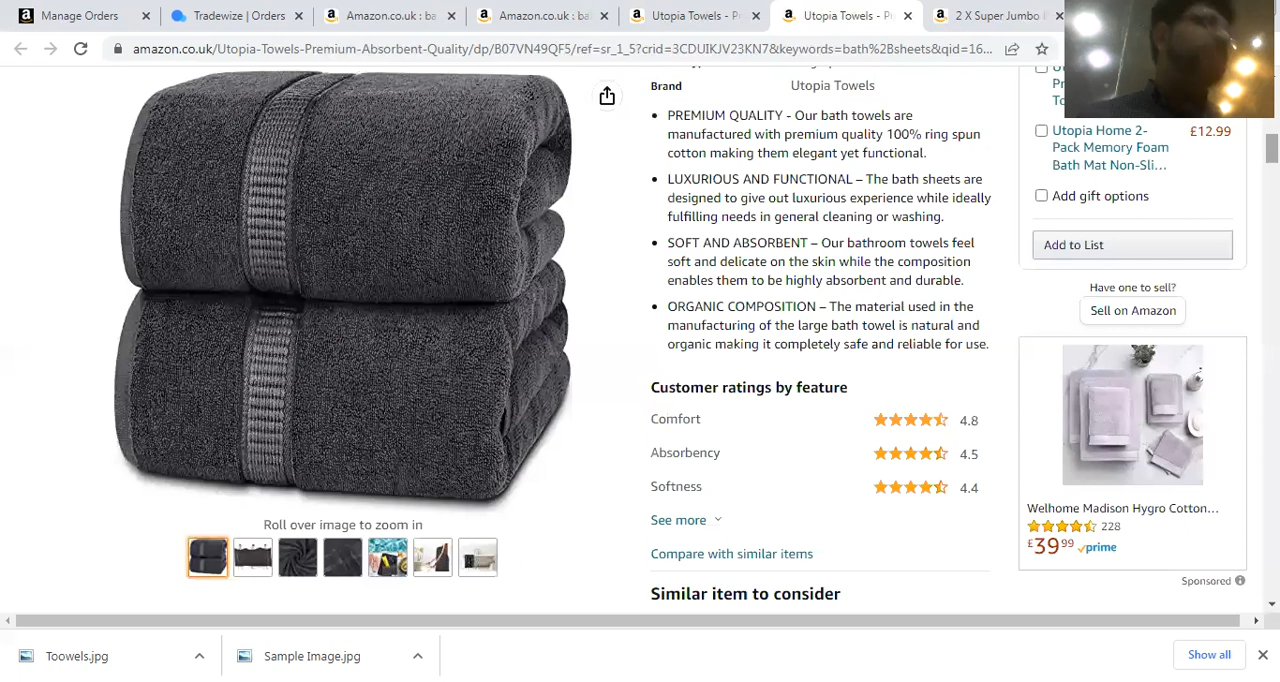 Manage Orders
Tradewize | Orders
Amazon.co.uk : ba
Amazon.co.uk : ba
Utopia Towels - P
Utopia Towels - P
2 X Super Jumbo B
amazon.co.uk/Utopia-Towels-Premium-Absorbent-Quality/dp/B07VN49QF5/ref=sr_1_5?crid=3CDUIKJV23KN7&keywords=bath%2Bsheets&qid=16...
Brand Utopia Towels
• PREMIUM QUALITY - Our bath towels are
manufactured with premium quality 100% ring spun
cotton making them elegant yet functional.
• LUXURIOUS AND FUNCTIONAL – The bath sheets are
designed to give out luxurious experience while ideally
fulfilling needs in general cleaning or washing.
• SOFT AND ABSORBENT – Our bathroom towels feel
soft and delicate on the skin while the composition
enables them to be highly absorbent and durable.
• ORGANIC COMPOSITION – The material used in the
manufacturing of the large bath towel is natural and
organic making it completely safe and reliable for use.
Customer ratings by feature
Comfort 4.8
Absorbency 4.5
Softness 4.4
See more
Compare with similar items
Similar item to consider
Roll over image to zoom in
Utopia Home 2-
Pack Memory Foam
Bath Mat Non-Sli...
£12.99
Add gift options
Add to List
Have one to sell?
Sell on Amazon
Welhome Madison Hygro Cotton...
228
£39 99 prime
Sponsored
Toowels.jpg
Sample Image.jpg
Show all